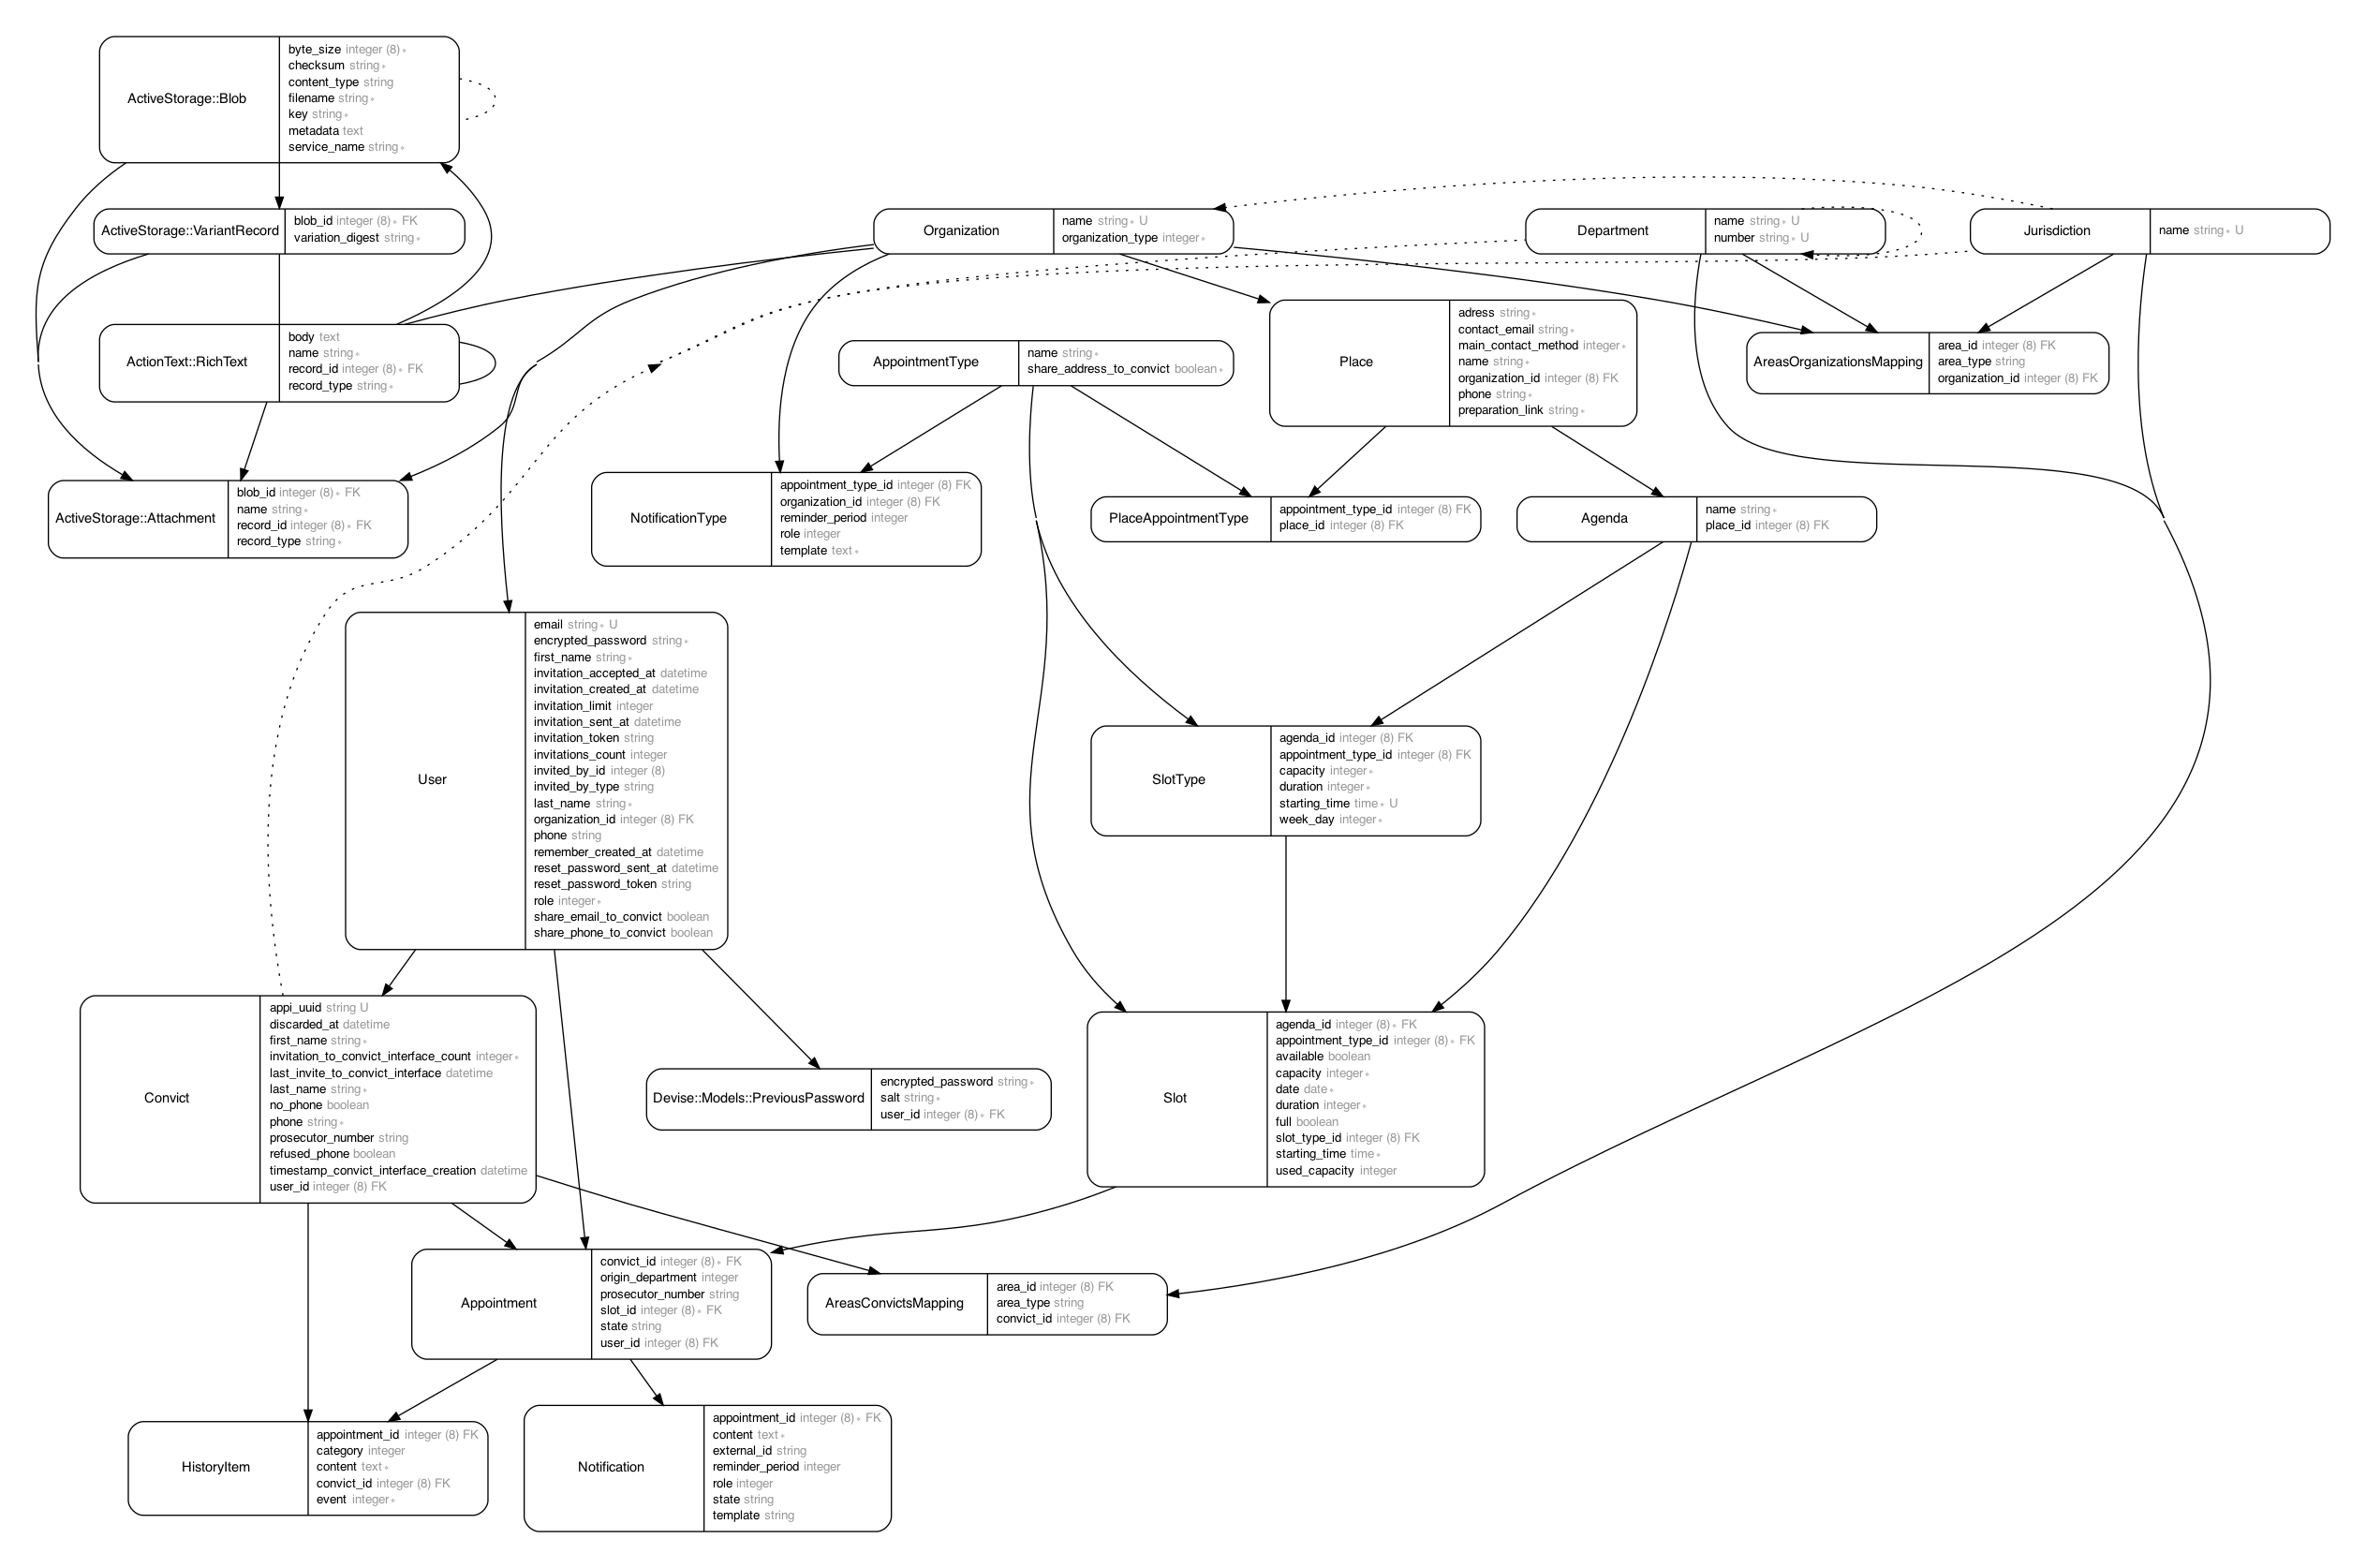 ActiveStorage::Blob
byte_size integer (8)∗
checksum string∗
content_type string
filename string∗
key string∗
metadata text
service_name string∗
ActiveStorage::VariantRecord
blob_id integer (8)∗ FK
variation_digest string∗
Organization
name string∗ U
organization_type integer∗
Department
name string∗ U
number string∗ U
Jurisdiction
name string∗ U
ActionText::RichText
body text
name string∗
record_id integer (8)∗ FK
record_type string∗
AppointmentType
name string∗
share_address_to_convict boolean∗
Place
adress string∗
contact_email string∗
main_contact_method integer∗
name string∗
organization_id integer (8) FK
phone string∗
preparation_link string∗
AreasOrganizationsMapping
area_id integer (8) FK
area_type string
organization_id integer (8) FK
ActiveStorage::Attachment
blob_id integer (8)∗ FK
name string∗
record_id integer (8)∗ FK
record_type string∗
NotificationType
appointment_type_id integer (8) FK
organization_id integer (8) FK
reminder_period integer
role integer
template text∗
PlaceAppointmentType
appointment_type_id integer (8) FK
place_id integer (8) FK
Agenda
name string∗
place_id integer (8) FK
User
email string∗ U
encrypted_password string∗
first_name string∗
invitation_accepted_at datetime
invitation_created_at datetime
invitation_limit integer
invitation_sent_at datetime
invitation_token string
invitations_count integer
invited_by_id integer (8)
invited_by_type string
last_name string∗
organization_id integer (8) FK
phone string
remember_created_at datetime
reset_password_sent_at datetime
reset_password_token string
role integer∗
share_email_to_convict boolean
share_phone_to_convict boolean
SlotType
agenda_id integer (8) FK
appointment_type_id integer (8) FK
capacity integer∗
duration integer∗
starting_time time∗ U
week_day integer∗
Convict
appi_uuid string U
discarded_at datetime
first_name string∗
invitation_to_convict_interface_count integer∗
last_invite_to_convict_interface datetime
last_name string∗
no_phone boolean
phone string∗
prosecutor_number string
refused_phone boolean
timestamp_convict_interface_creation datetime
user_id integer (8) FK
Devise::Models::PreviousPassword
encrypted_password string∗
salt string∗
user_id integer (8)∗ FK
Slot
agenda_id integer (8)∗ FK
appointment_type_id integer (8)∗ FK
available boolean
capacity integer∗
date date∗
duration integer∗
full boolean
slot_type_id integer (8) FK
starting_time time∗
used_capacity integer
Appointment
convict_id integer (8)∗ FK
origin_department integer
prosecutor_number string
slot_id integer (8)∗ FK
state string
user_id integer (8) FK
AreasConvictsMapping
area_id integer (8) FK
area_type string
convict_id integer (8) FK
HistoryItem
appointment_id integer (8) FK
category integer
content text∗
convict_id integer (8) FK
event integer∗
Notification
appointment_id integer (8)∗ FK
content text∗
external_id string
reminder_period integer
role integer
state string
template string